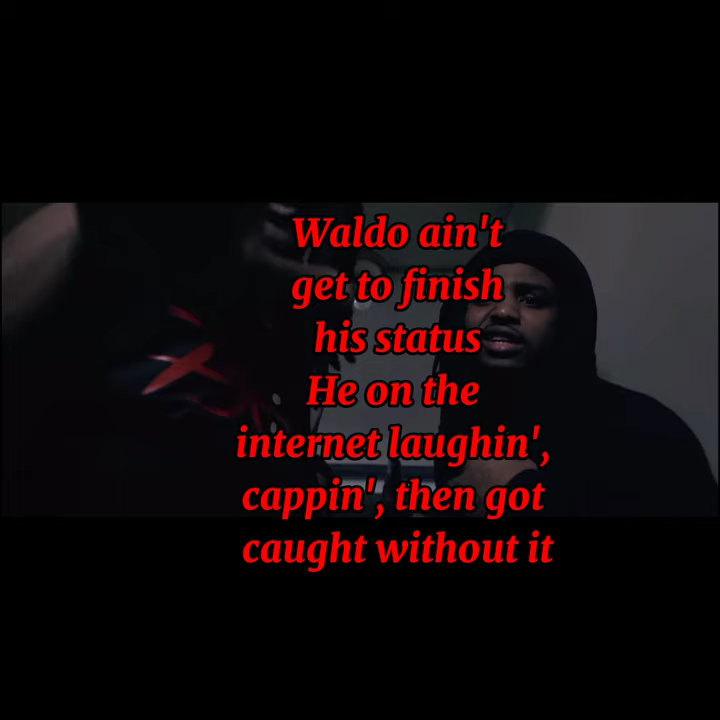 Waldo ain't
get to finish
his status
He on the
internet laughin',
cappin', then got
caught without it